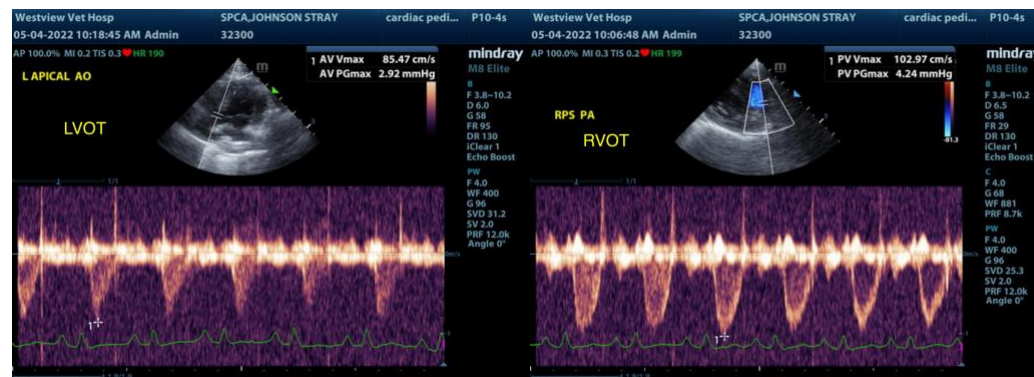 Westview Vet Hosp SPCA,JOHNSON STRAY cardiac pedi... P10-4s
05-04-2022 10:18:45 AM Admin 32300
AP 100.0% MI 0.2 TIS 0.3 HR 190
mindray
M8 Elite
1 AV Vmax 85.47 cm/s
AV PGmax 2.92 mmHg
L APICAL AO
LVOT
B
F 3.8~10.2
D 6.0
G 58
FR 95
DR 130
iClear 1
Echo Boost
PW
F 4.0
WF 400
G 96
SVD 31.2
SV 2.0
PRF 12.0k
Angle 0°
1/1
1
Westview Vet Hosp SPCA,JOHNSON STRAY cardiac pedi... P10-4s
05-04-2022 10:06:48 AM Admin 32300
AP 100.0% MI 0.3 TIS 0.2 HR 199
mindray
M8 Elite
1 PV Vmax 102.97 cm/s
PV PGmax 4.24 mmHg
RPS PA
RVOT
-81.3
B
F 3.8~10.2
D 6.5
G 58
FR 29
DR 130
iClear 1
Echo Boost
C
F 4.0
G 68
WF 881
PRF 8.7k
PW
F 4.0
WF 400
G 96
SVD 25.3
SV 2.0
PRF 12.0k
Angle 0°
1/1
1